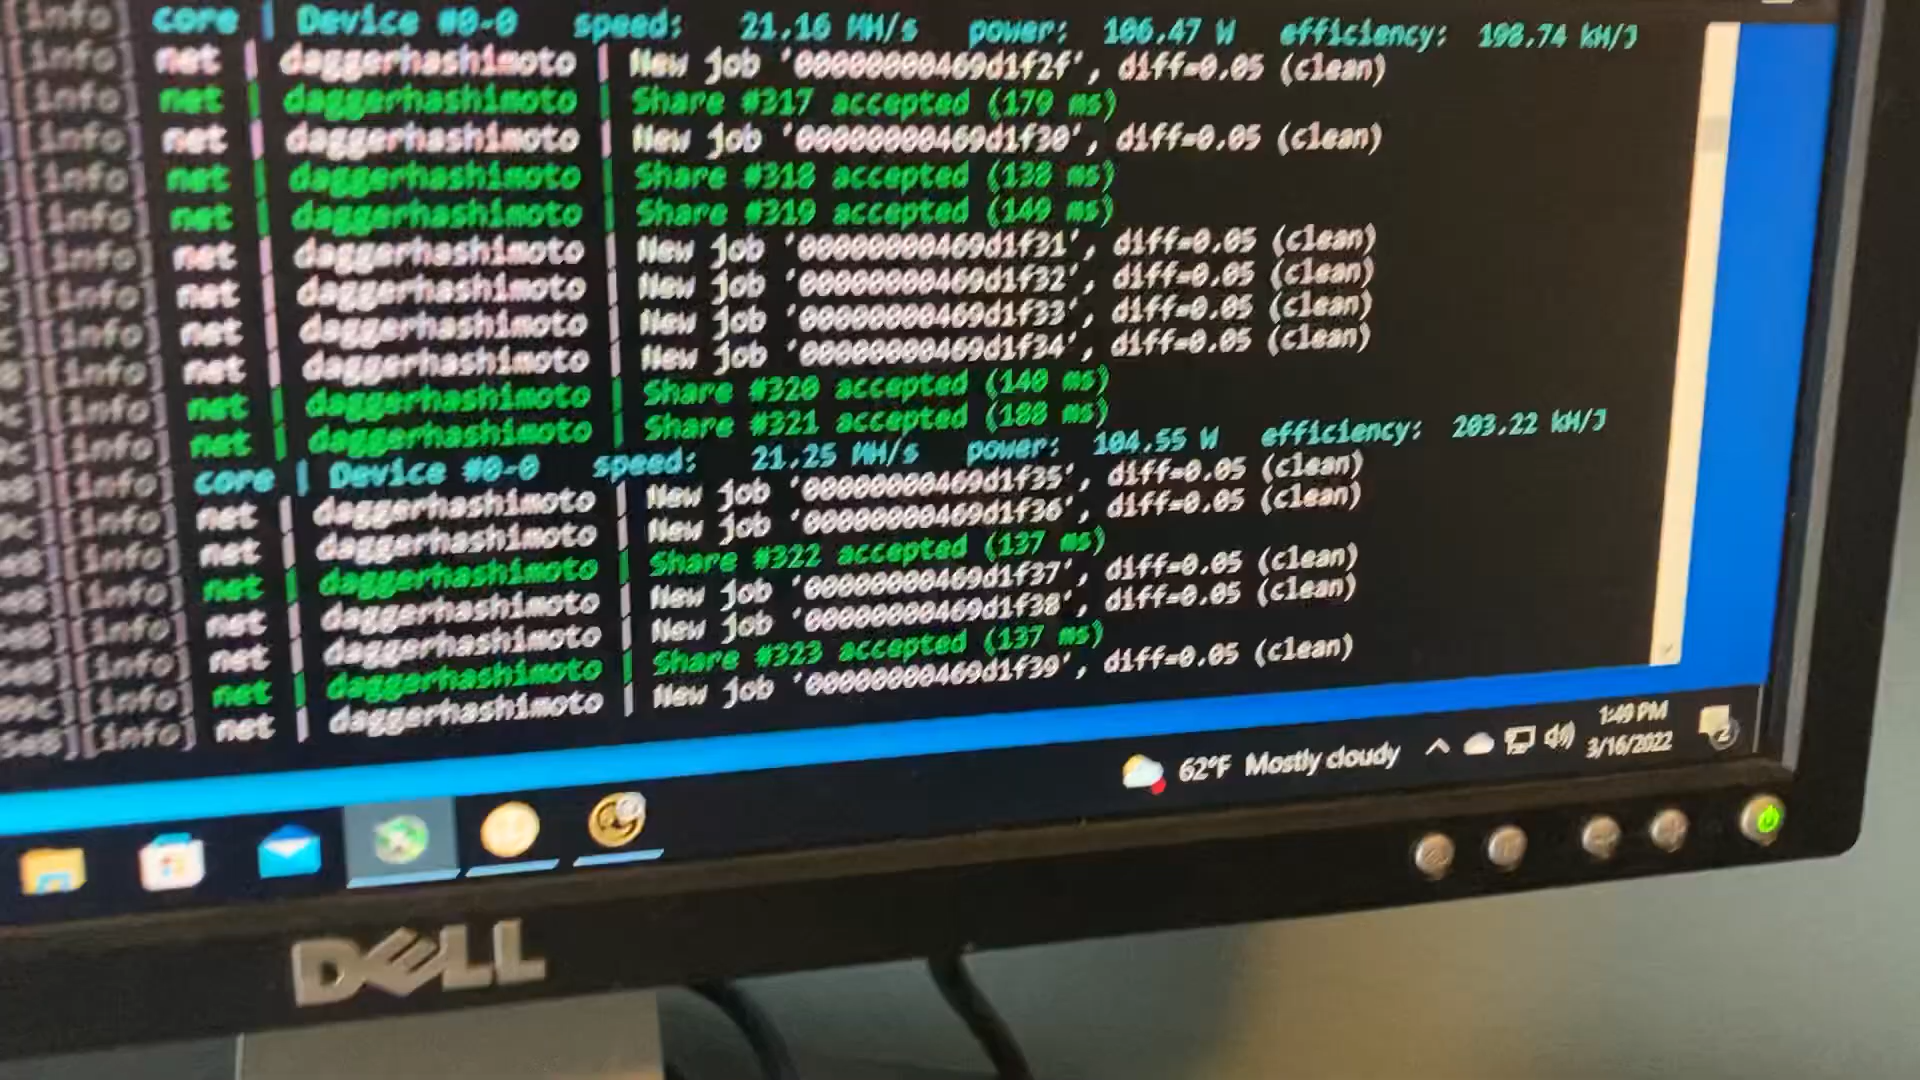 [info] core | Device #0-0 speed: 21.16 MH/s power: 106.47 W efficiency: 198.74 kH/J
[info] net | daggerhashimoto | New job '00000000469d1f2f', diff=0.05 (clean)
[info] net | daggerhashimoto | Share #317 accepted (179 ms)
[info] net | daggerhashimoto | New job '00000000469d1f30', diff=0.05 (clean)
[info] net | daggerhashimoto | Share #318 accepted (138 ms)
[info] net | daggerhashimoto | Share #319 accepted (149 ms)
[info] net | daggerhashimoto | New job '00000000469d1f31', diff=0.05 (clean)
[info] net | daggerhashimoto | New job '00000000469d1f32', diff=0.05 (clean)
[info] net | daggerhashimoto | New job '00000000469d1f33', diff=0.05 (clean)
[info] net | daggerhashimoto | New job '00000000469d1f34', diff=0.05 (clean)
[info] net | daggerhashimoto | Share #320 accepted (140 ms)
[info] net | daggerhashimoto | Share #321 accepted (188 ms)
[info] core | Device #0-0 speed: 21.25 MH/s power: 104.55 W efficiency: 203.22 kH/J
[info] net | daggerhashimoto | New job '00000000469d1f35', diff=0.05 (clean)
[info] net | daggerhashimoto | New job '00000000469d1f36', diff=0.05 (clean)
[info] net | daggerhashimoto | Share #322 accepted (137 ms)
[info] net | daggerhashimoto | New job '00000000469d1f37', diff=0.05 (clean)
[info] net | daggerhashimoto | New job '00000000469d1f38', diff=0.05 (clean)
[info] net | daggerhashimoto | Share #323 accepted (137 ms)
[info] net | daggerhashimoto | New job '00000000469d1f39', diff=0.05 (clean)
62°F Mostly cloudy
1:49 PM
3/16/2022
2
DELL